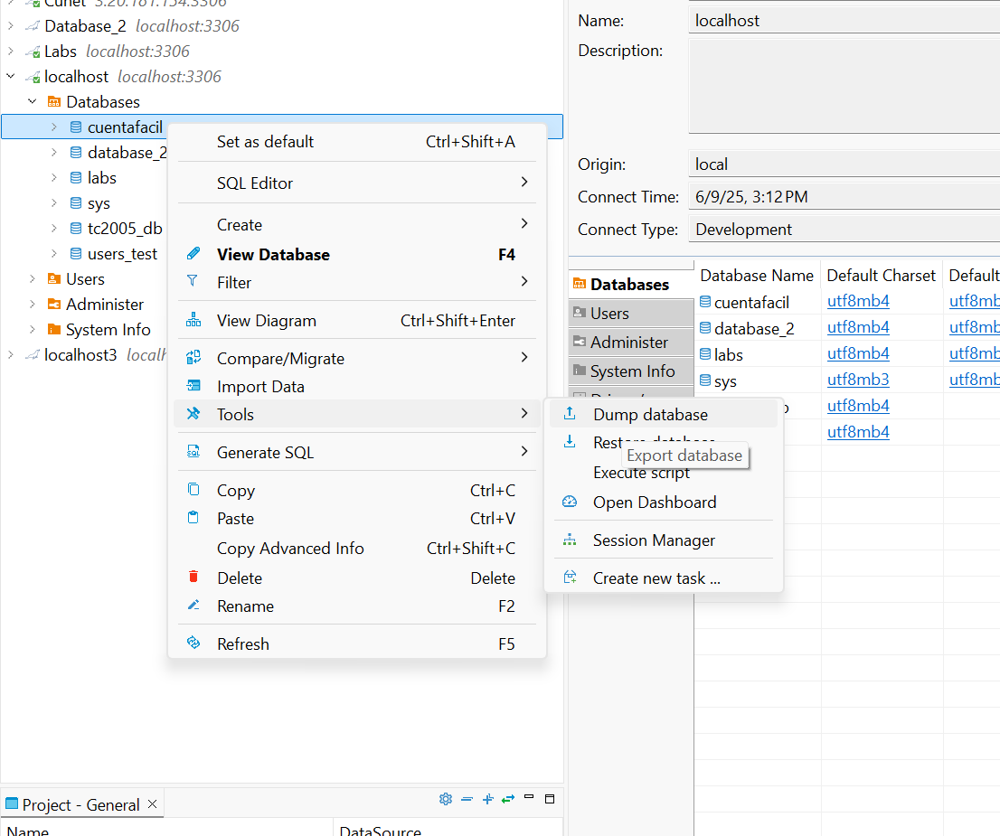 Cunet 3.20.181.154:3306
Database_2 localhost:3306
Labs localhost:3306
localhost localhost:3306
Databases
cuentafacil
database_2
labs
sys
tc2005_db
users_test
Users
Administer
System Info
localhost3
Set as default Ctrl+Shift+A
SQL Editor
Create
View Database F4
Filter
View Diagram Ctrl+Shift+Enter
Compare/Migrate
Import Data
Tools
Generate SQL
Copy Ctrl+C
Paste Ctrl+V
Copy Advanced Info Ctrl+Shift+C
Delete Delete
Rename F2
Refresh F5
Dump database
Restore database
Export database
Execute script
Open Dashboard
Session Manager
Create new task ...
Name: localhost
Description:
Origin: local
Connect Time: 6/9/25, 3:12 PM
Connect Type: Development
Databases
Users
Administer
System Info
Database Name Default Charset Default
cuentafacil utf8mb4 utf8mb
database_2 utf8mb4 utf8mb
labs utf8mb4 utf8mb
sys utf8mb3 utf8mb
utf8mb4
utf8mb4
Project - General
Name DataSource